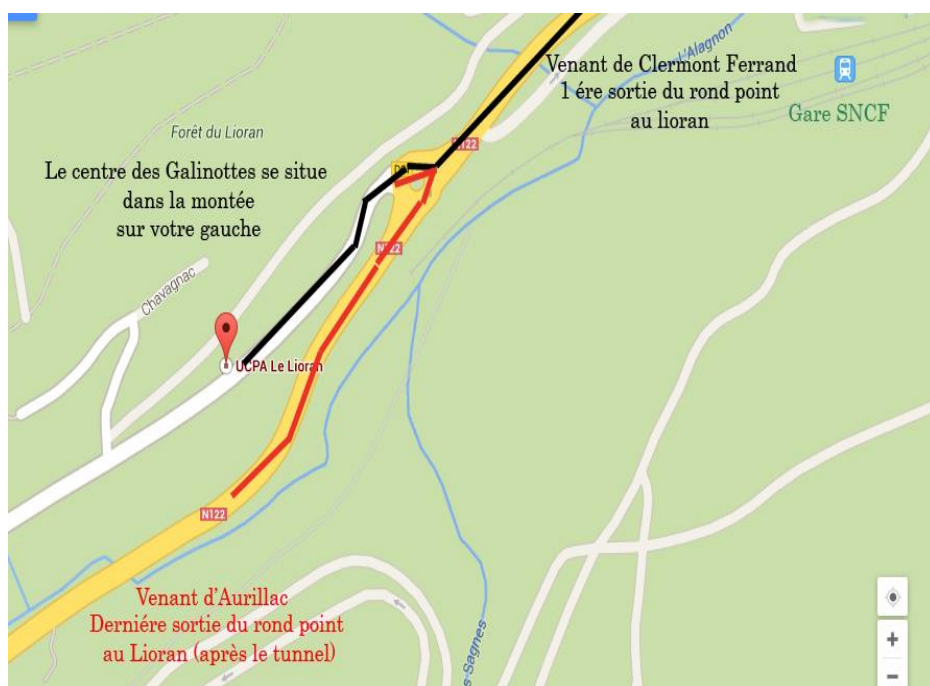 L'Alagnon
Venant de Clermont Ferrand
1 ére sortie du rond point
au lioran
Gare SNCF
Forêt du Lioran
N122
Le centre des Galinottes se situe
dans la montée
sur votre gauche
N122
Chavagnac
UCPA Le Lioran
N122
Venant d'Aurillac
Derniére sortie du rond point
au Lioran (après le tunnel)
Sagnes
+
−